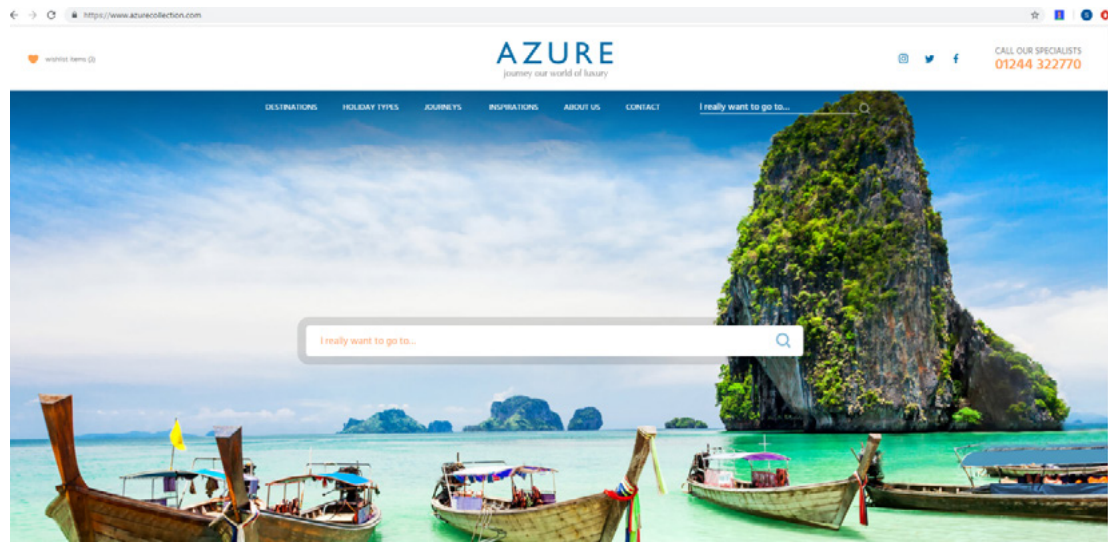 https://www.azurecollection.com
wishlist items (3)
AZURE
journey our world of luxury
CALL OUR SPECIALISTS
01244 322770
DESTINATIONS HOLIDAY TYPES JOURNEYS INSPIRATIONS ABOUT US CONTACT I really want to go to...
I really want to go to...